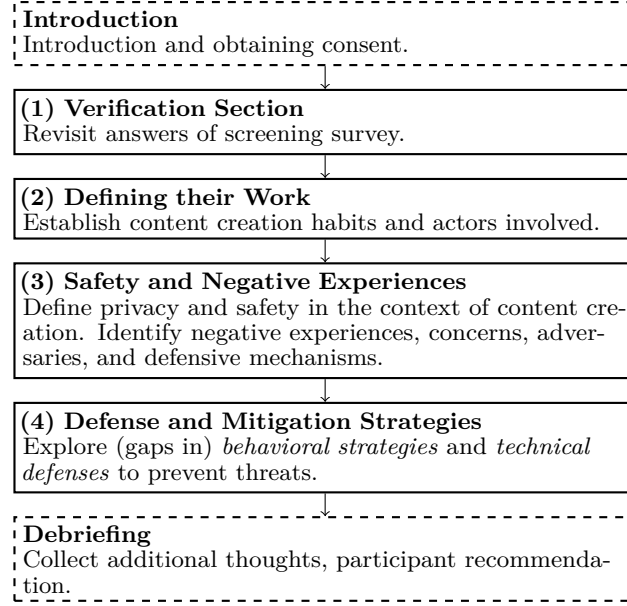 Introduction
Introduction and obtaining consent.
(1) Verification Section
Revisit answers of screening survey.
(2) Defining their Work
Establish content creation habits and actors involved.
(3) Safety and Negative Experiences
Define privacy and safety in the context of content cre-
ation. Identify negative experiences, concerns, adver-
saries, and defensive mechanisms.
(4) Defense and Mitigation Strategies
Explore (gaps in) behavioral strategies and technical
defenses to prevent threats.
Debriefing
Collect additional thoughts, participant recommenda-
tion.